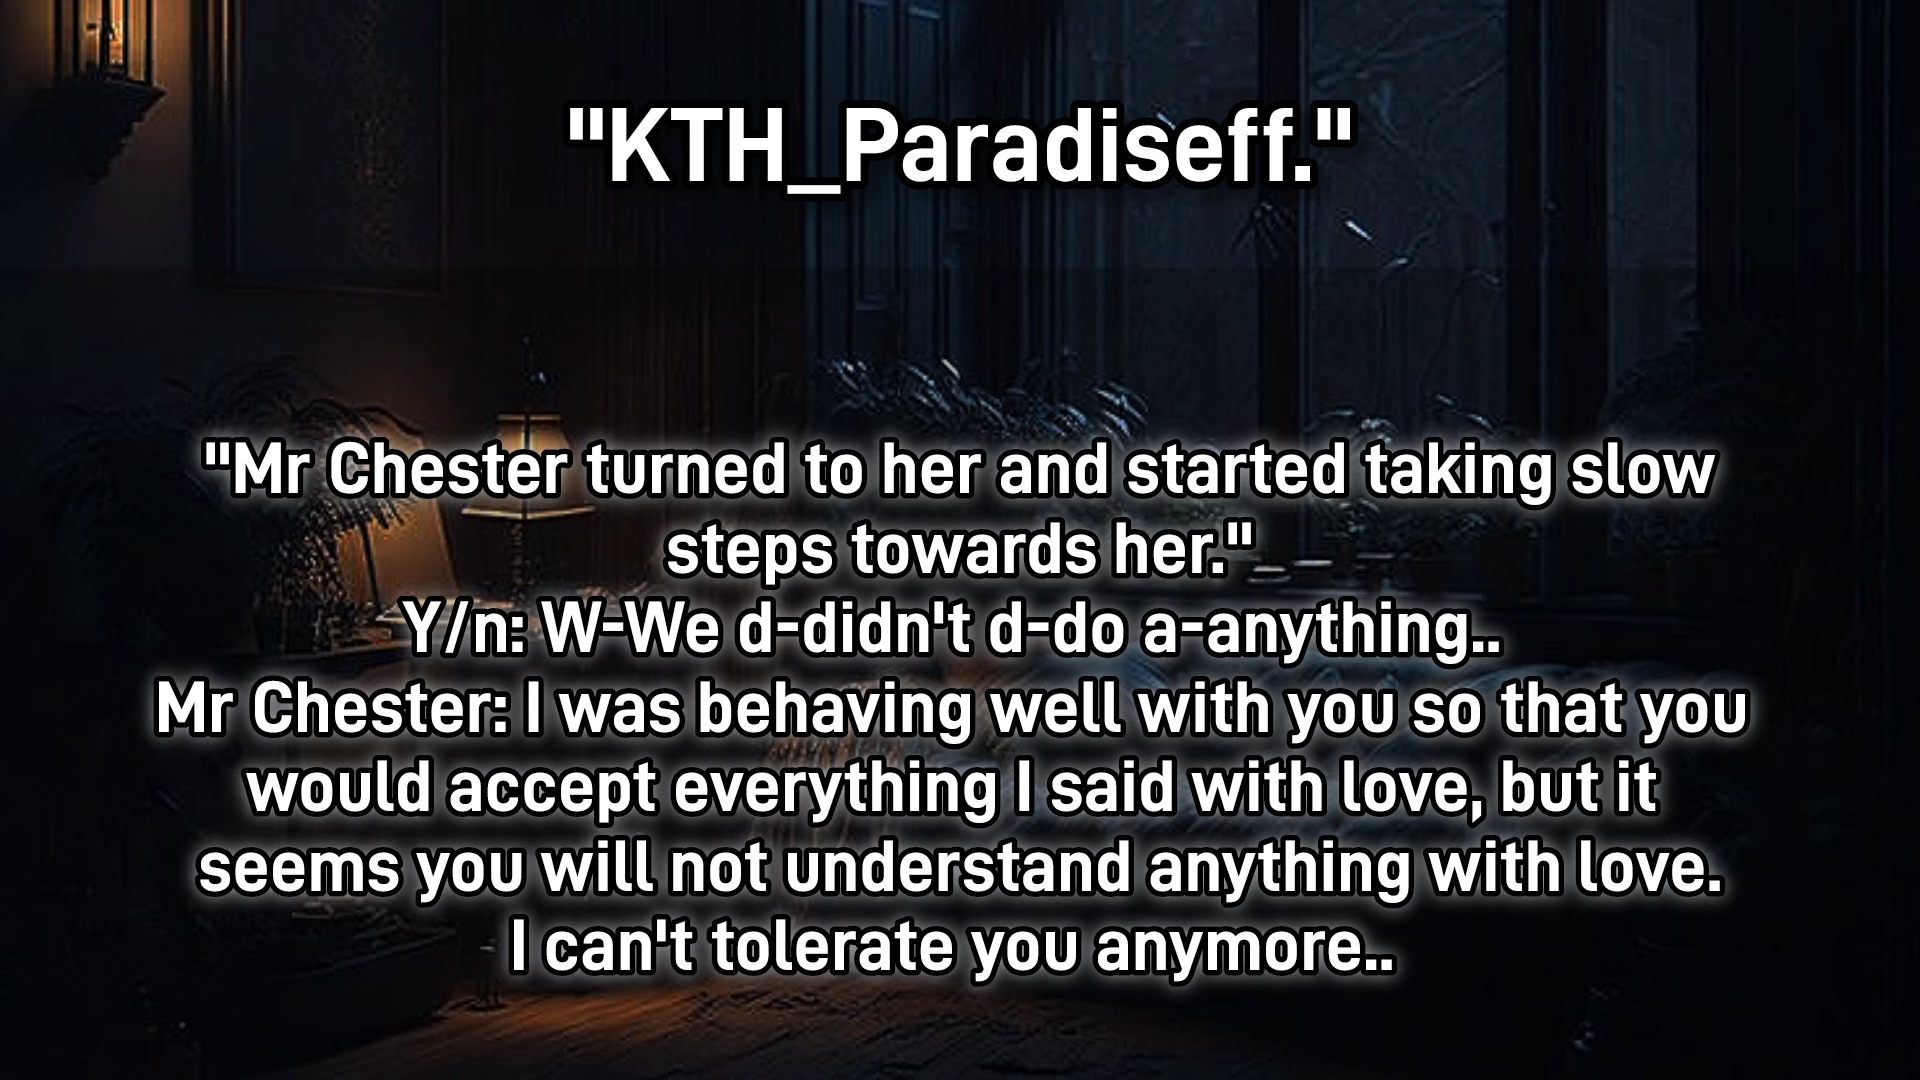 "KTH_Paradiseff."
"Mr Chester turned to her and started taking slow
steps towards her."
Y/n: W-We d-didn't d-do a-anything..
Mr Chester: I was behaving well with you so that you
would accept everything I said with love, but it
seems you will not understand anything with love.
I can't tolerate you anymore..